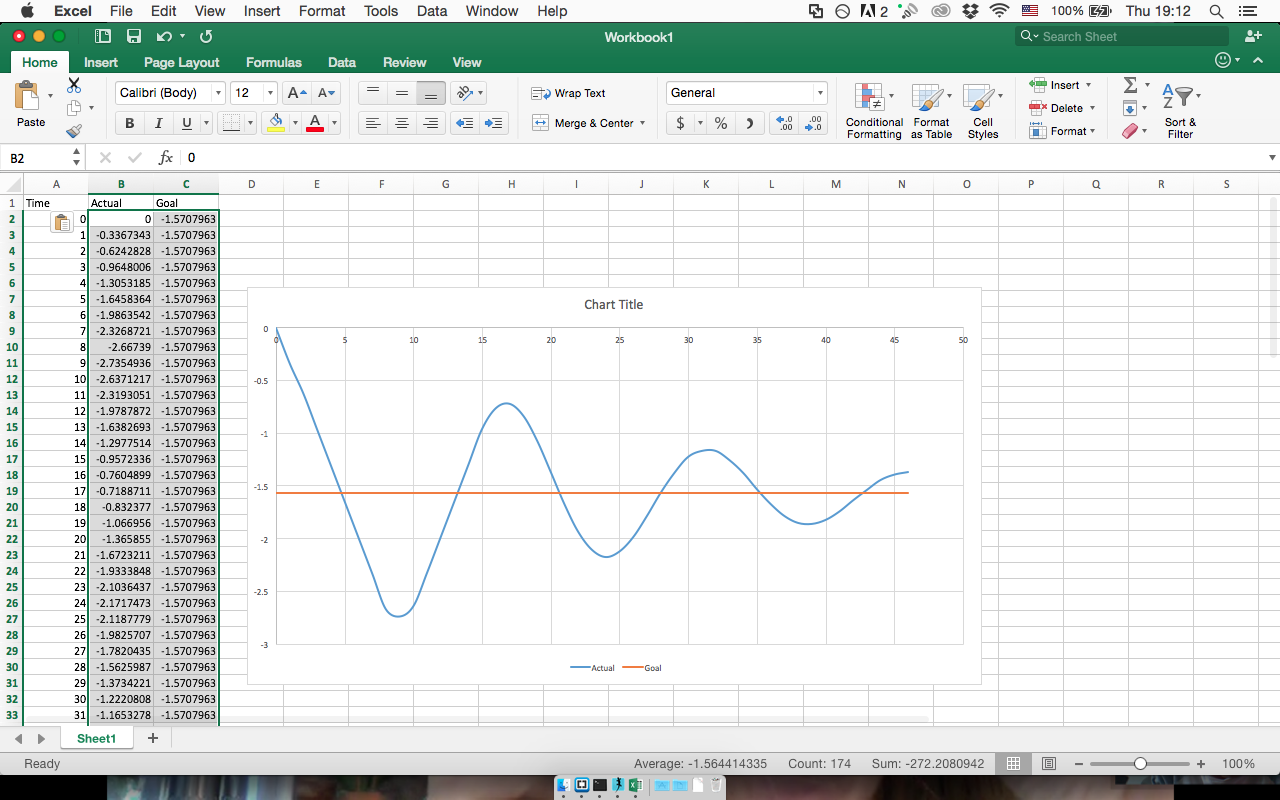 Excel File Edit View Insert Format Tools Data Window Help 2 100% Thu 19:12
Workbook1 Search Sheet
Home Insert Page Layout Formulas Data Review View
Paste Calibri (Body) 12 A A Wrap Text General Conditional Formatting Format as Table Cell Styles Insert Delete Format Sort & Filter
B I U A Merge & Center $ % .0 .00 .00 .0
B2 fx 0
A B C D E F G H I J K L M N O P Q R S
1 Time Actual Goal
2 0 0 -1.5707963
3 1 -0.3367343 -1.5707963
4 2 -0.6242828 -1.5707963
5 3 -0.9648006 -1.5707963
6 4 -1.3053185 -1.5707963
7 5 -1.6458364 -1.5707963
8 6 -1.9863542 -1.5707963
9 7 -2.3268721 -1.5707963
10 8 -2.66739 -1.5707963
11 9 -2.7354936 -1.5707963
12 10 -2.6371217 -1.5707963
13 11 -2.3193051 -1.5707963
14 12 -1.9787872 -1.5707963
15 13 -1.6382693 -1.5707963
16 14 -1.2977514 -1.5707963
17 15 -0.9572336 -1.5707963
18 16 -0.7604899 -1.5707963
19 17 -0.7188711 -1.5707963
20 18 -0.832377 -1.5707963
21 19 -1.066956 -1.5707963
22 20 -1.365855 -1.5707963
23 21 -1.6723211 -1.5707963
24 22 -1.9333848 -1.5707963
25 23 -2.1036437 -1.5707963
26 24 -2.1717473 -1.5707963
27 25 -2.1187779 -1.5707963
28 26 -1.9825707 -1.5707963
29 27 -1.7820435 -1.5707963
30 28 -1.5625987 -1.5707963
31 29 -1.3734221 -1.5707963
32 30 -1.2220808 -1.5707963
33 31 -1.1653278 -1.5707963
Chart Title
0
0 5 10 15 20 25 30 35 40 45 50
-0.5
-1
-1.5
-2
-2.5
-3
Actual Goal
Sheet1 +
Ready Average: -1.564414335 Count: 174 Sum: -272.2080942 100%